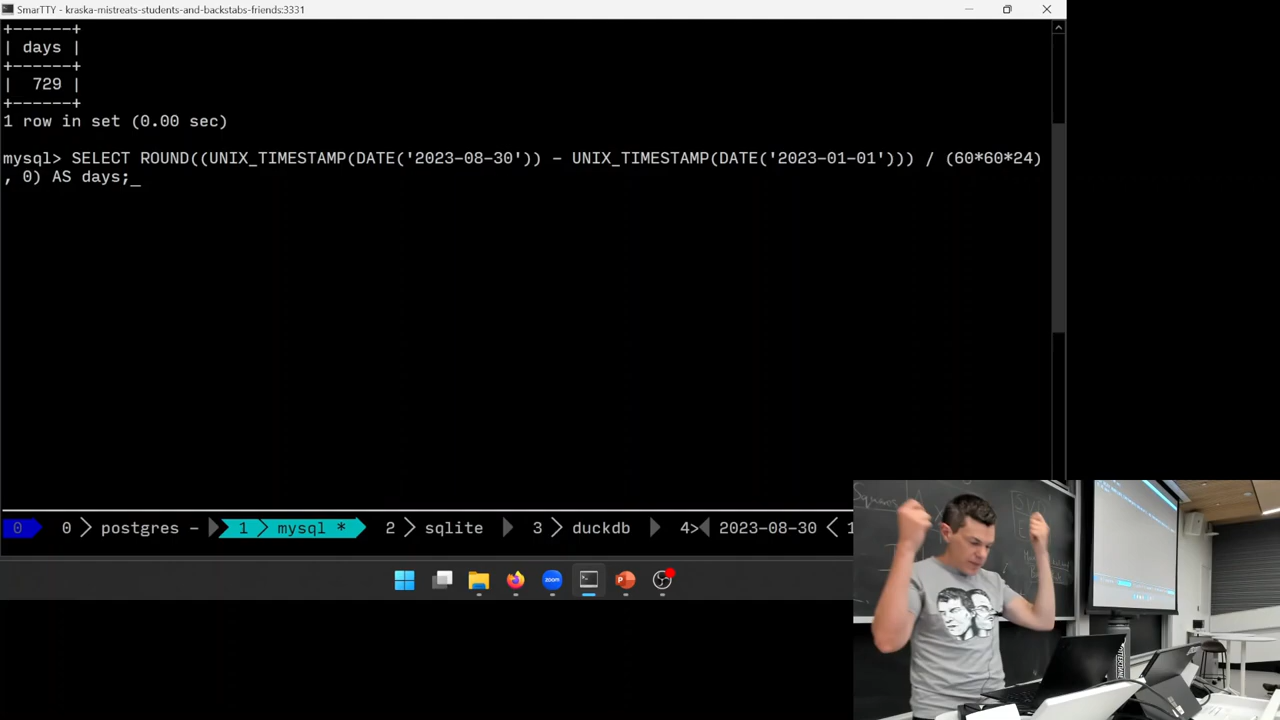 SmarTTY - kraska-mistreats-students-and-backstabs-friends:3331
+------+
| days |
+------+
|  729 |
+------+
1 row in set (0.00 sec)
mysql> SELECT ROUND((UNIX_TIMESTAMP(DATE('2023-08-30')) - UNIX_TIMESTAMP(DATE('2023-01-01'))) / (60*60*24)
, 0) AS days;_
0 0 postgres - 1 mysql * 2 sqlite 3 duckdb 4> 2023-08-30 1
zoom